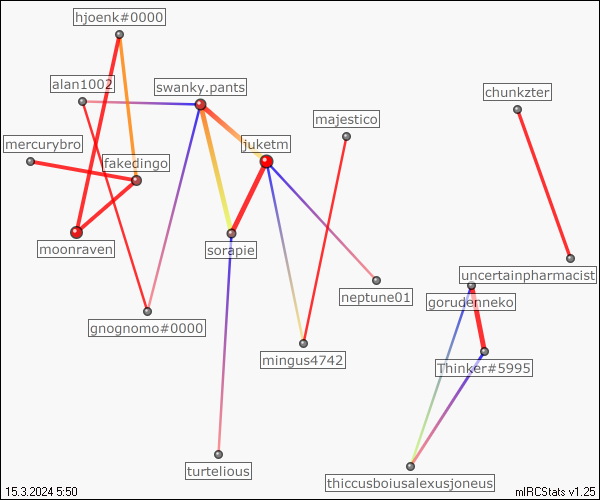 hjoenk#0000
alan1002
swanky.pants
chunkzter
majestico
mercurybro
juketm
fakedingo
moonraven
sorapie
uncertainpharmacist
neptune01
gorudenneko
gnognomo#0000
mingus4742
Thinker#5995
turtelious
thiccusboiusalexusjoneus
15.3.2024 5:50
mIRCStats v1.25